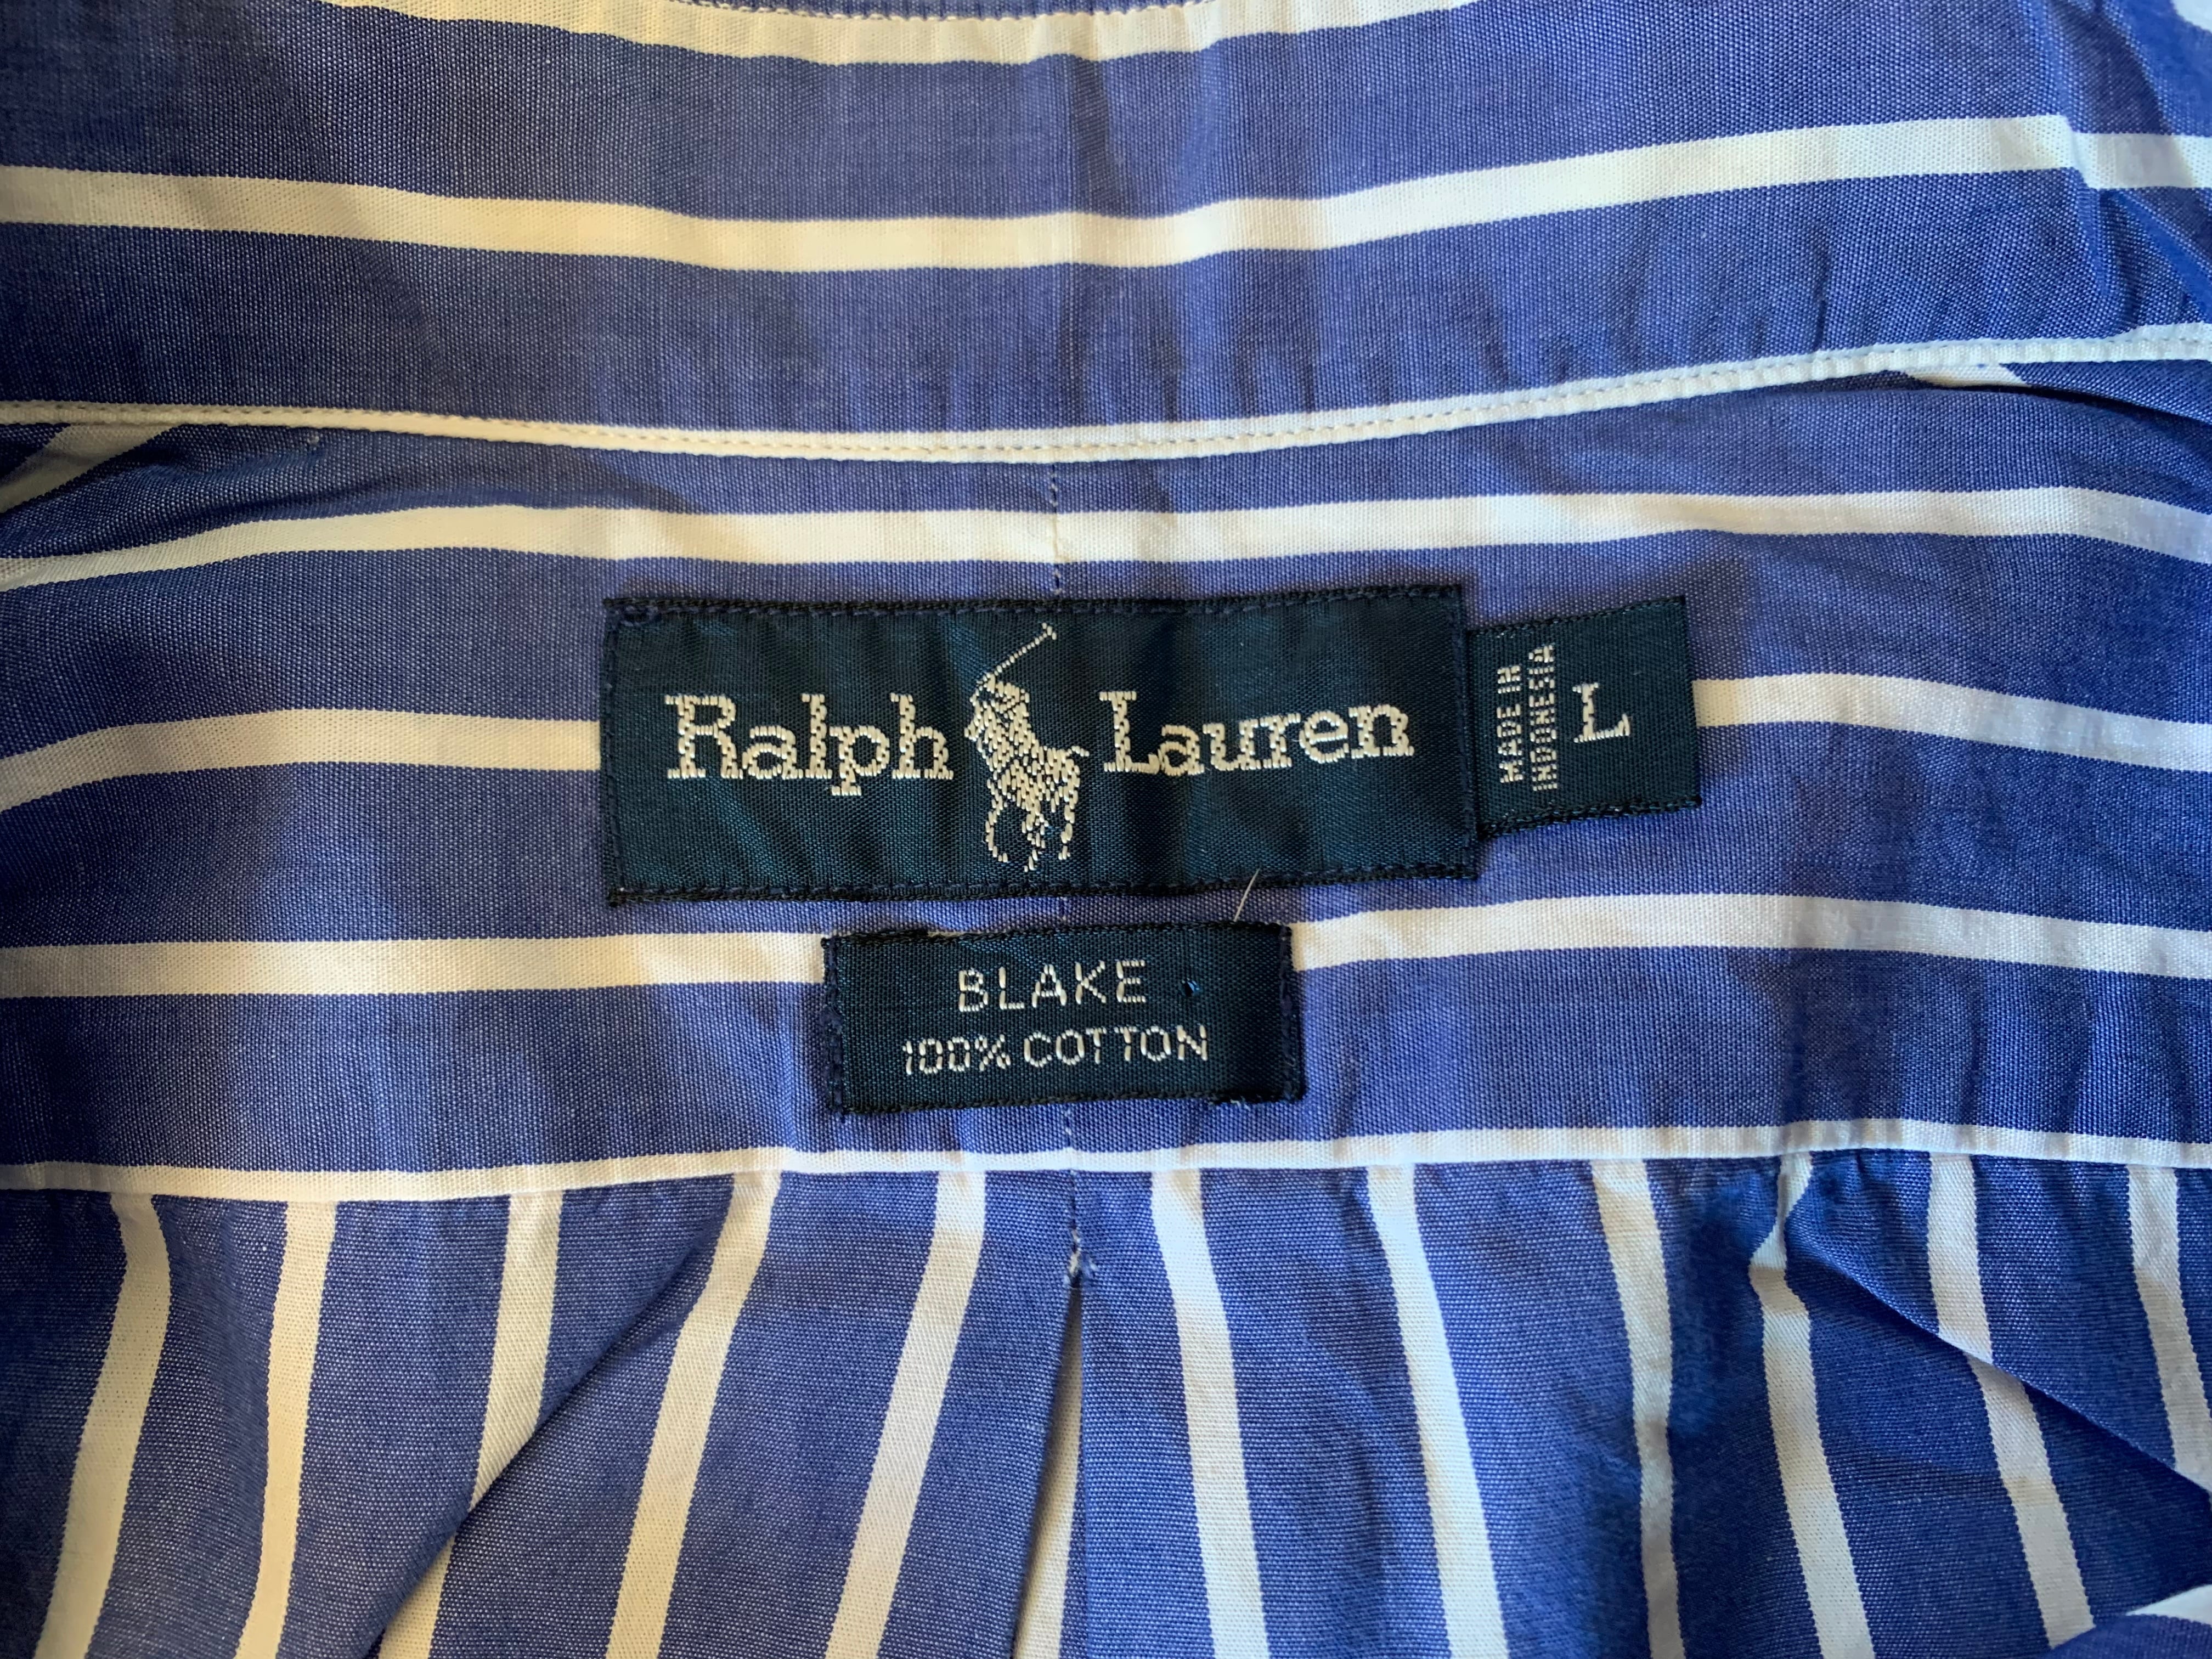 Ralph Lauren
MADE IN
INDONESIA
L
BLAKE
100% COTTON